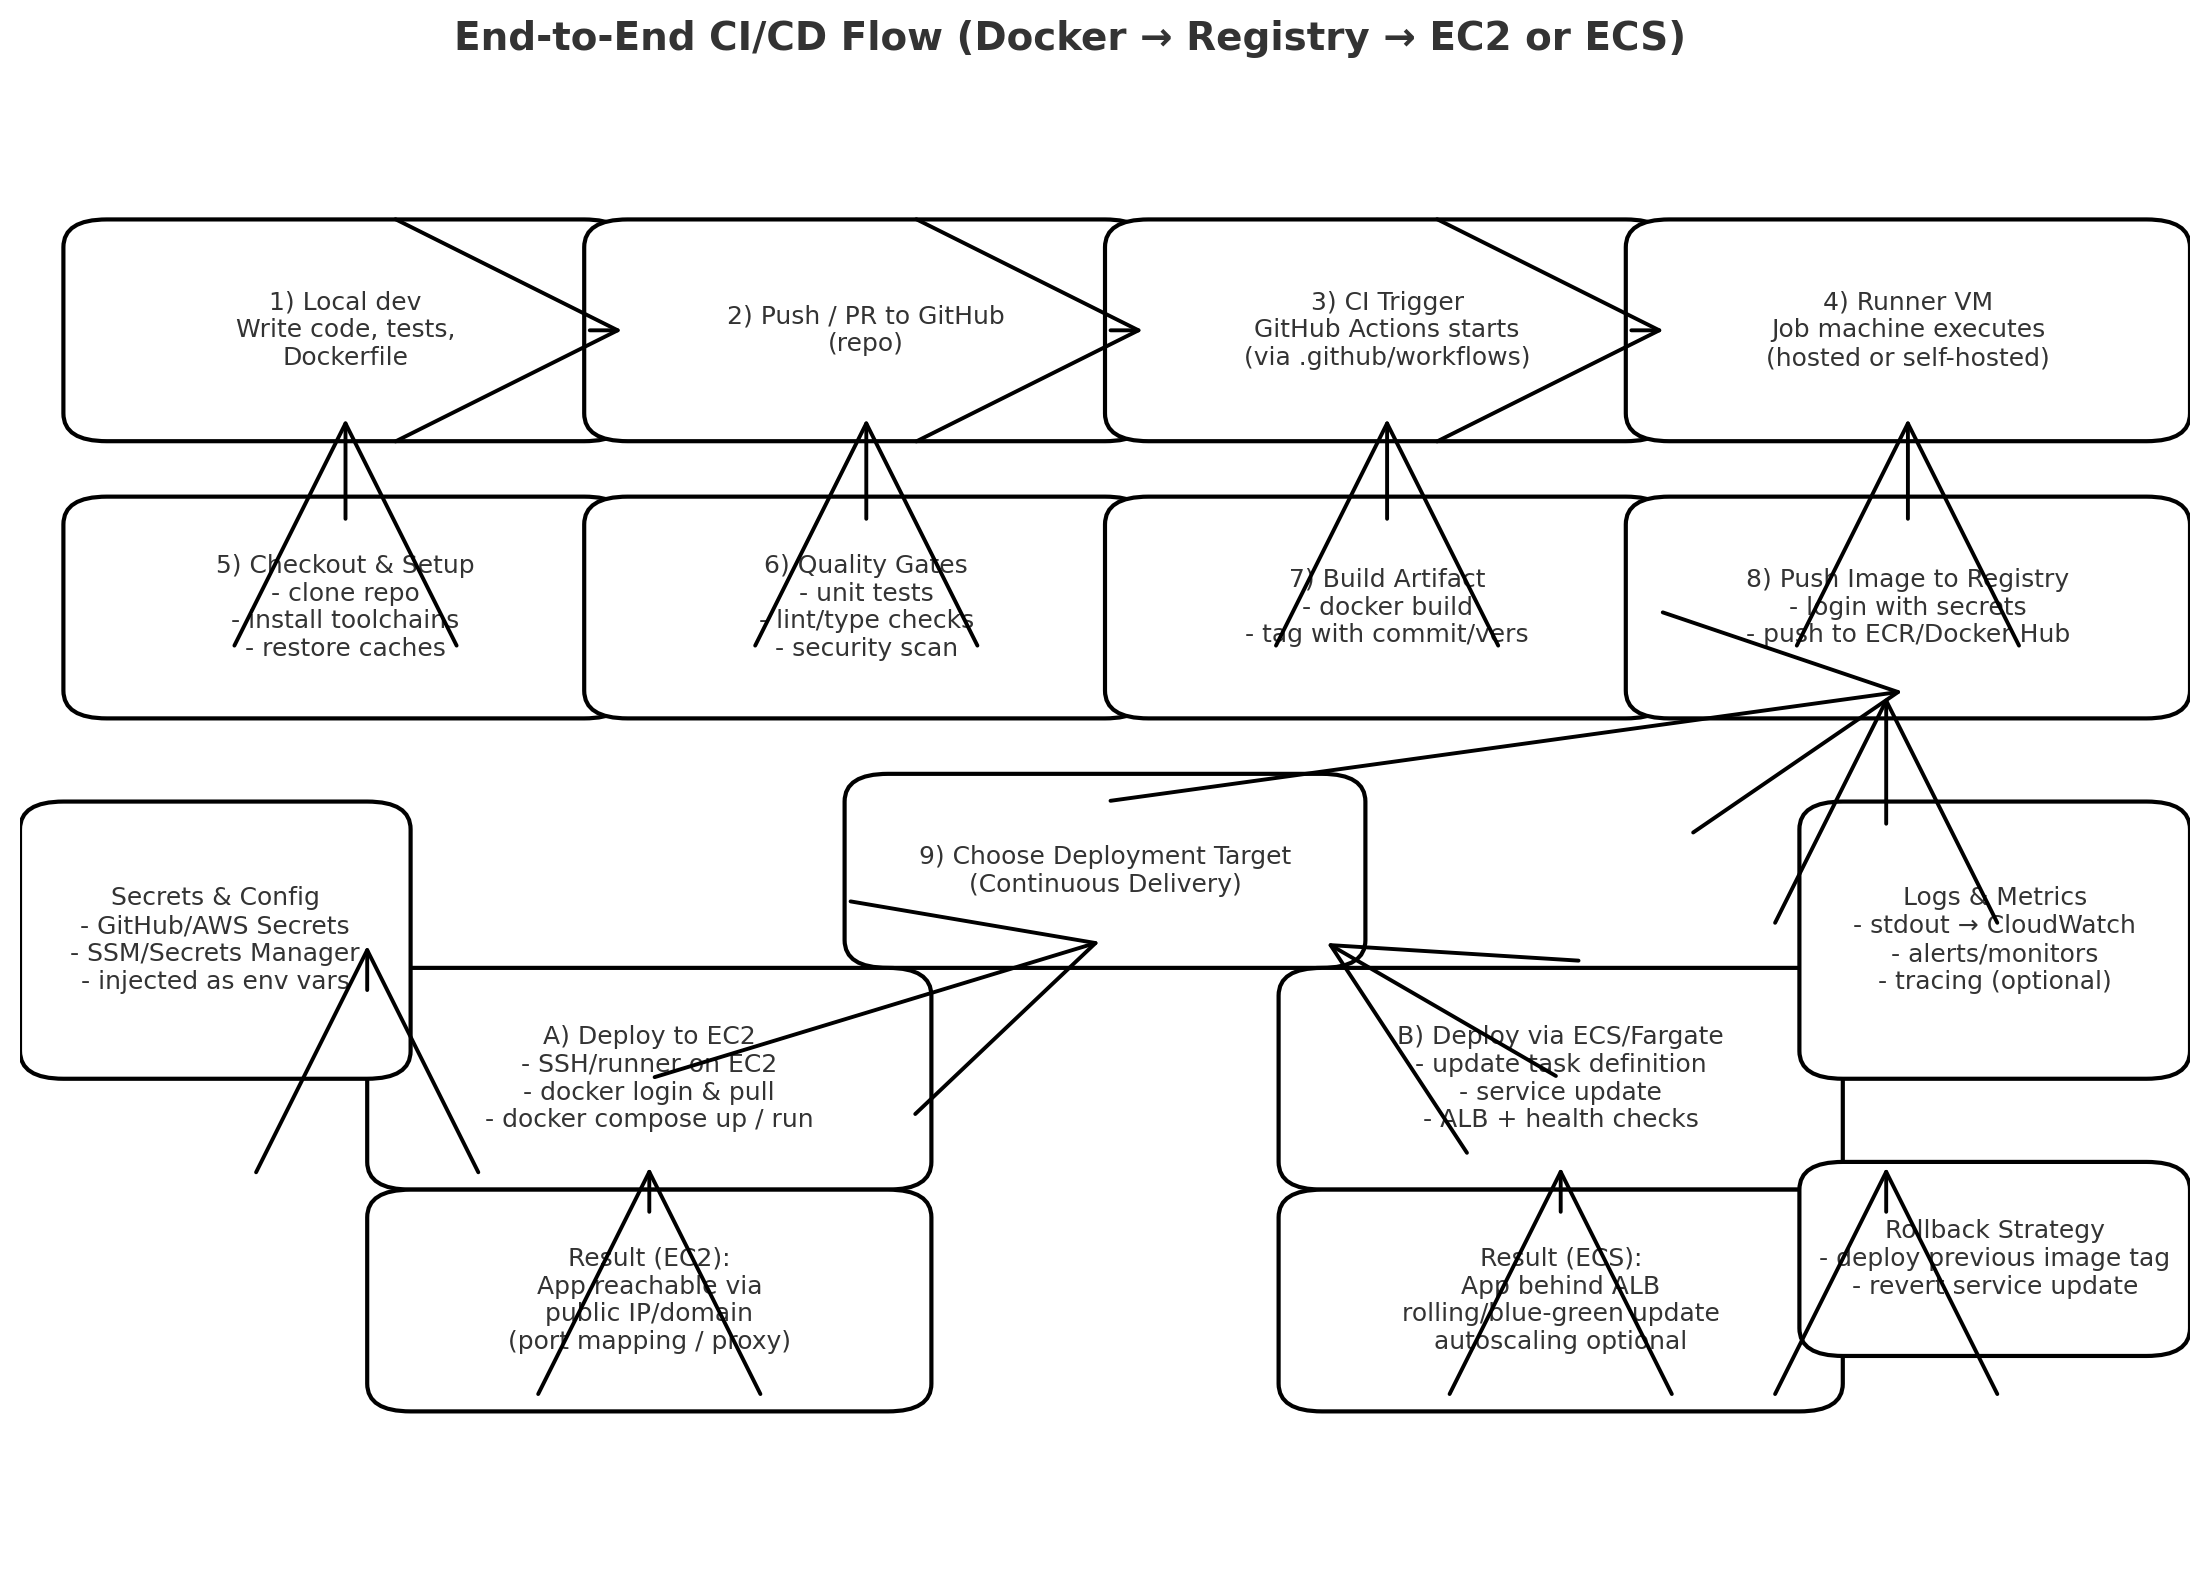 End-to-End CI/CD Flow (Docker → Registry → EC2 or ECS)
1) Local dev
Write code, tests,
Dockerfile
2) Push / PR to GitHub
(repo)
3) CI Trigger
GitHub Actions starts
(via .github/workflows)
4) Runner VM
Job machine executes
(hosted or self-hosted)
5) Checkout & Setup
- clone repo
- install toolchains
- restore caches
6) Quality Gates
- unit tests
- lint/type checks
- security scan
7) Build Artifact
- docker build
- tag with commit/vers
8) Push Image to Registry
- login with secrets
- push to ECR/Docker Hub
9) Choose Deployment Target
(Continuous Delivery)
Secrets & Config
- GitHub/AWS Secrets
- SSM/Secrets Manager
- injected as env vars
Logs & Metrics
- stdout → CloudWatch
- alerts/monitors
- tracing (optional)
A) Deploy to EC2
- SSH/runner on EC2
- docker login & pull
- docker compose up / run
B) Deploy via ECS/Fargate
- update task definition
- service update
- ALB + health checks
Result (EC2):
App reachable via
public IP/domain
(port mapping / proxy)
Result (ECS):
App behind ALB
rolling/blue-green update
autoscaling optional
Rollback Strategy
- deploy previous image tag
- revert service update